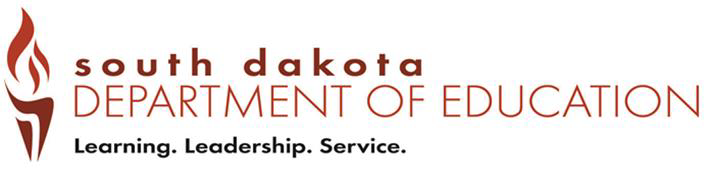 south dakota
DEPARTMENT OF EDUCATION
Learning. Leadership. Service.